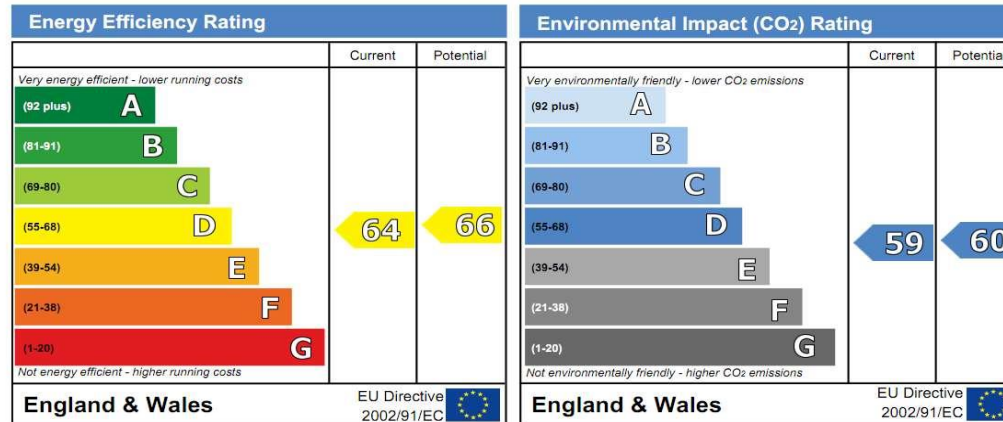 Energy Efficiency Rating
Current Potential
Very energy efficient - lower running costs
(92 plus) A
(81-91) B
(69-80) C
(55-68) D
(39-54) E
(21-38) F
(1-20) G
64 66
Not energy efficient - higher running costs
England & Wales
EU Directive
2002/91/EC
Environmental Impact (CO2) Rating
Current Potential
Very environmentally friendly - lower CO2 emissions
(92 plus) A
(81-91) B
(69-80) C
(55-68) D
(39-54) E
(21-38) F
(1-20) G
59 60
Not environmentally friendly - higher CO2 emissions
England & Wales
EU Directive
2002/91/EC